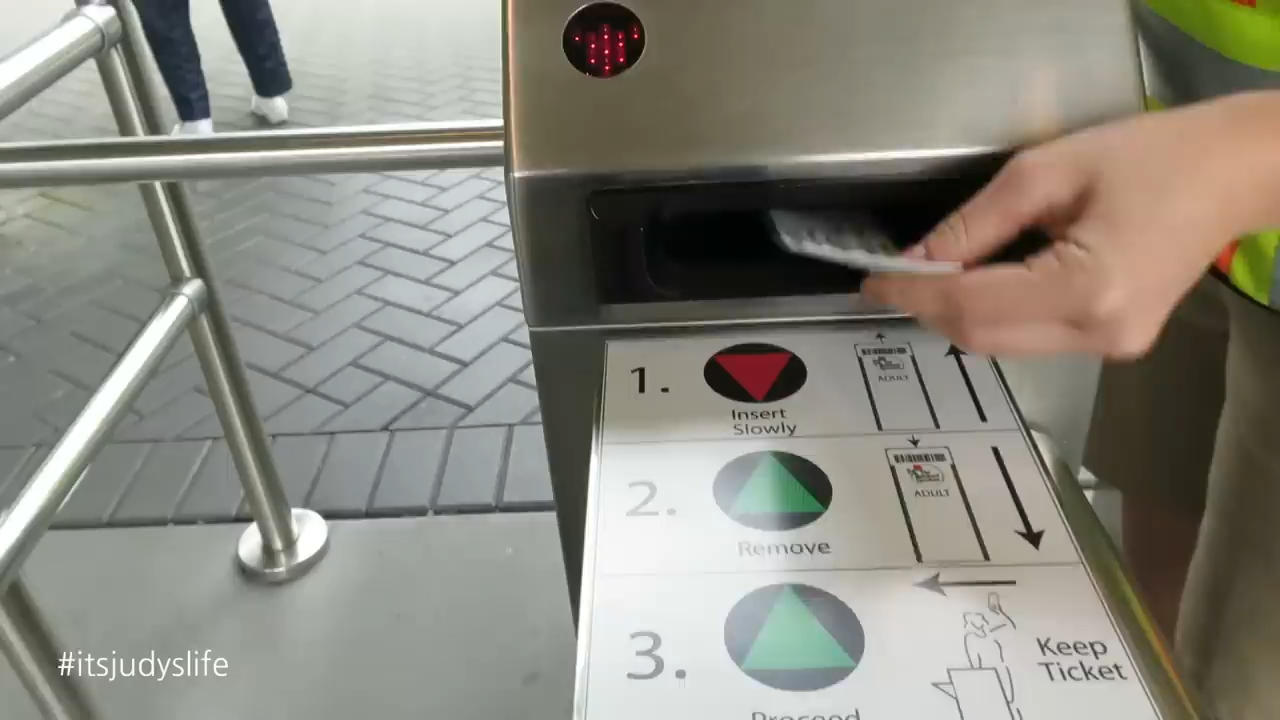 1.
Insert
Slowly
ADULT
2.
Remove
ADULT
3.
Keep
Ticket
Proceed
#itsjudyslife